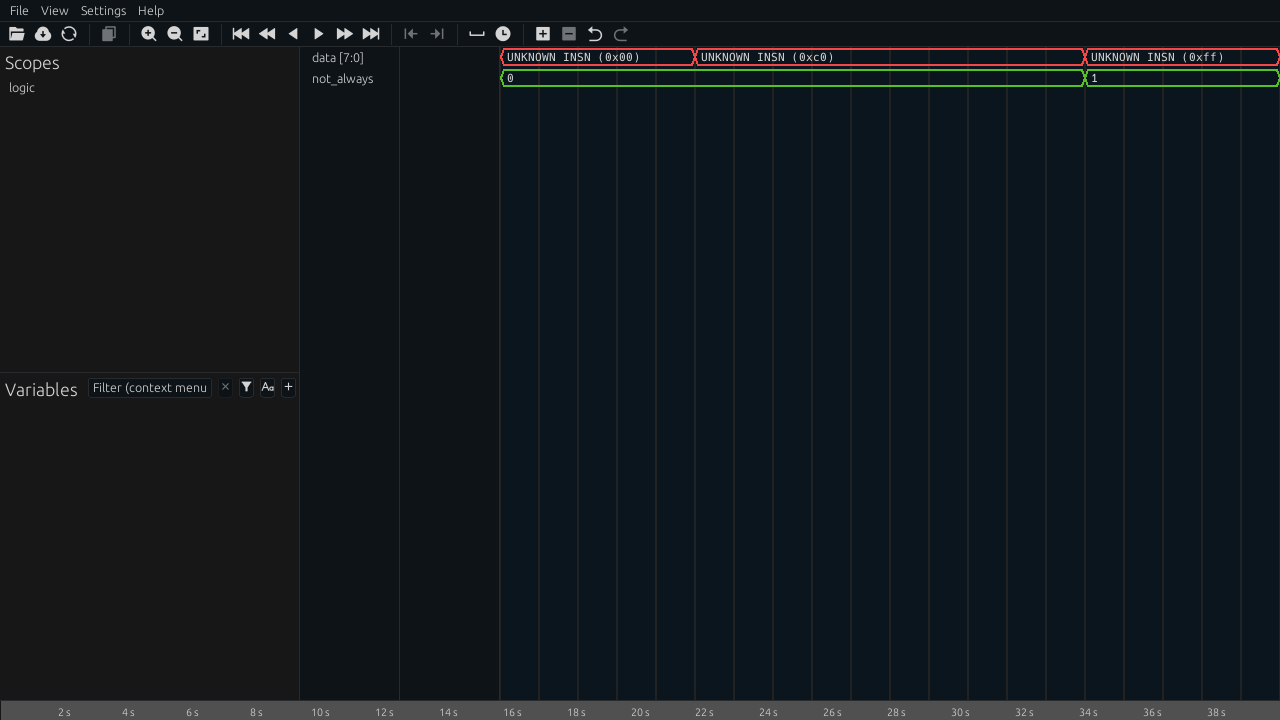 File View Settings Help
Scopes
logic
data [7:0]
not_always
UNKNOWN INSN (0x00) UNKNOWN INSN (0xc0) UNKNOWN INSN (0xff)
0 1
Variables Filter (context menu × Aa +
2 s 4 s 6 s 8 s 10 s 12 s 14 s 16 s 18 s 20 s 22 s 24 s 26 s 28 s 30 s 32 s 34 s 36 s 38 s